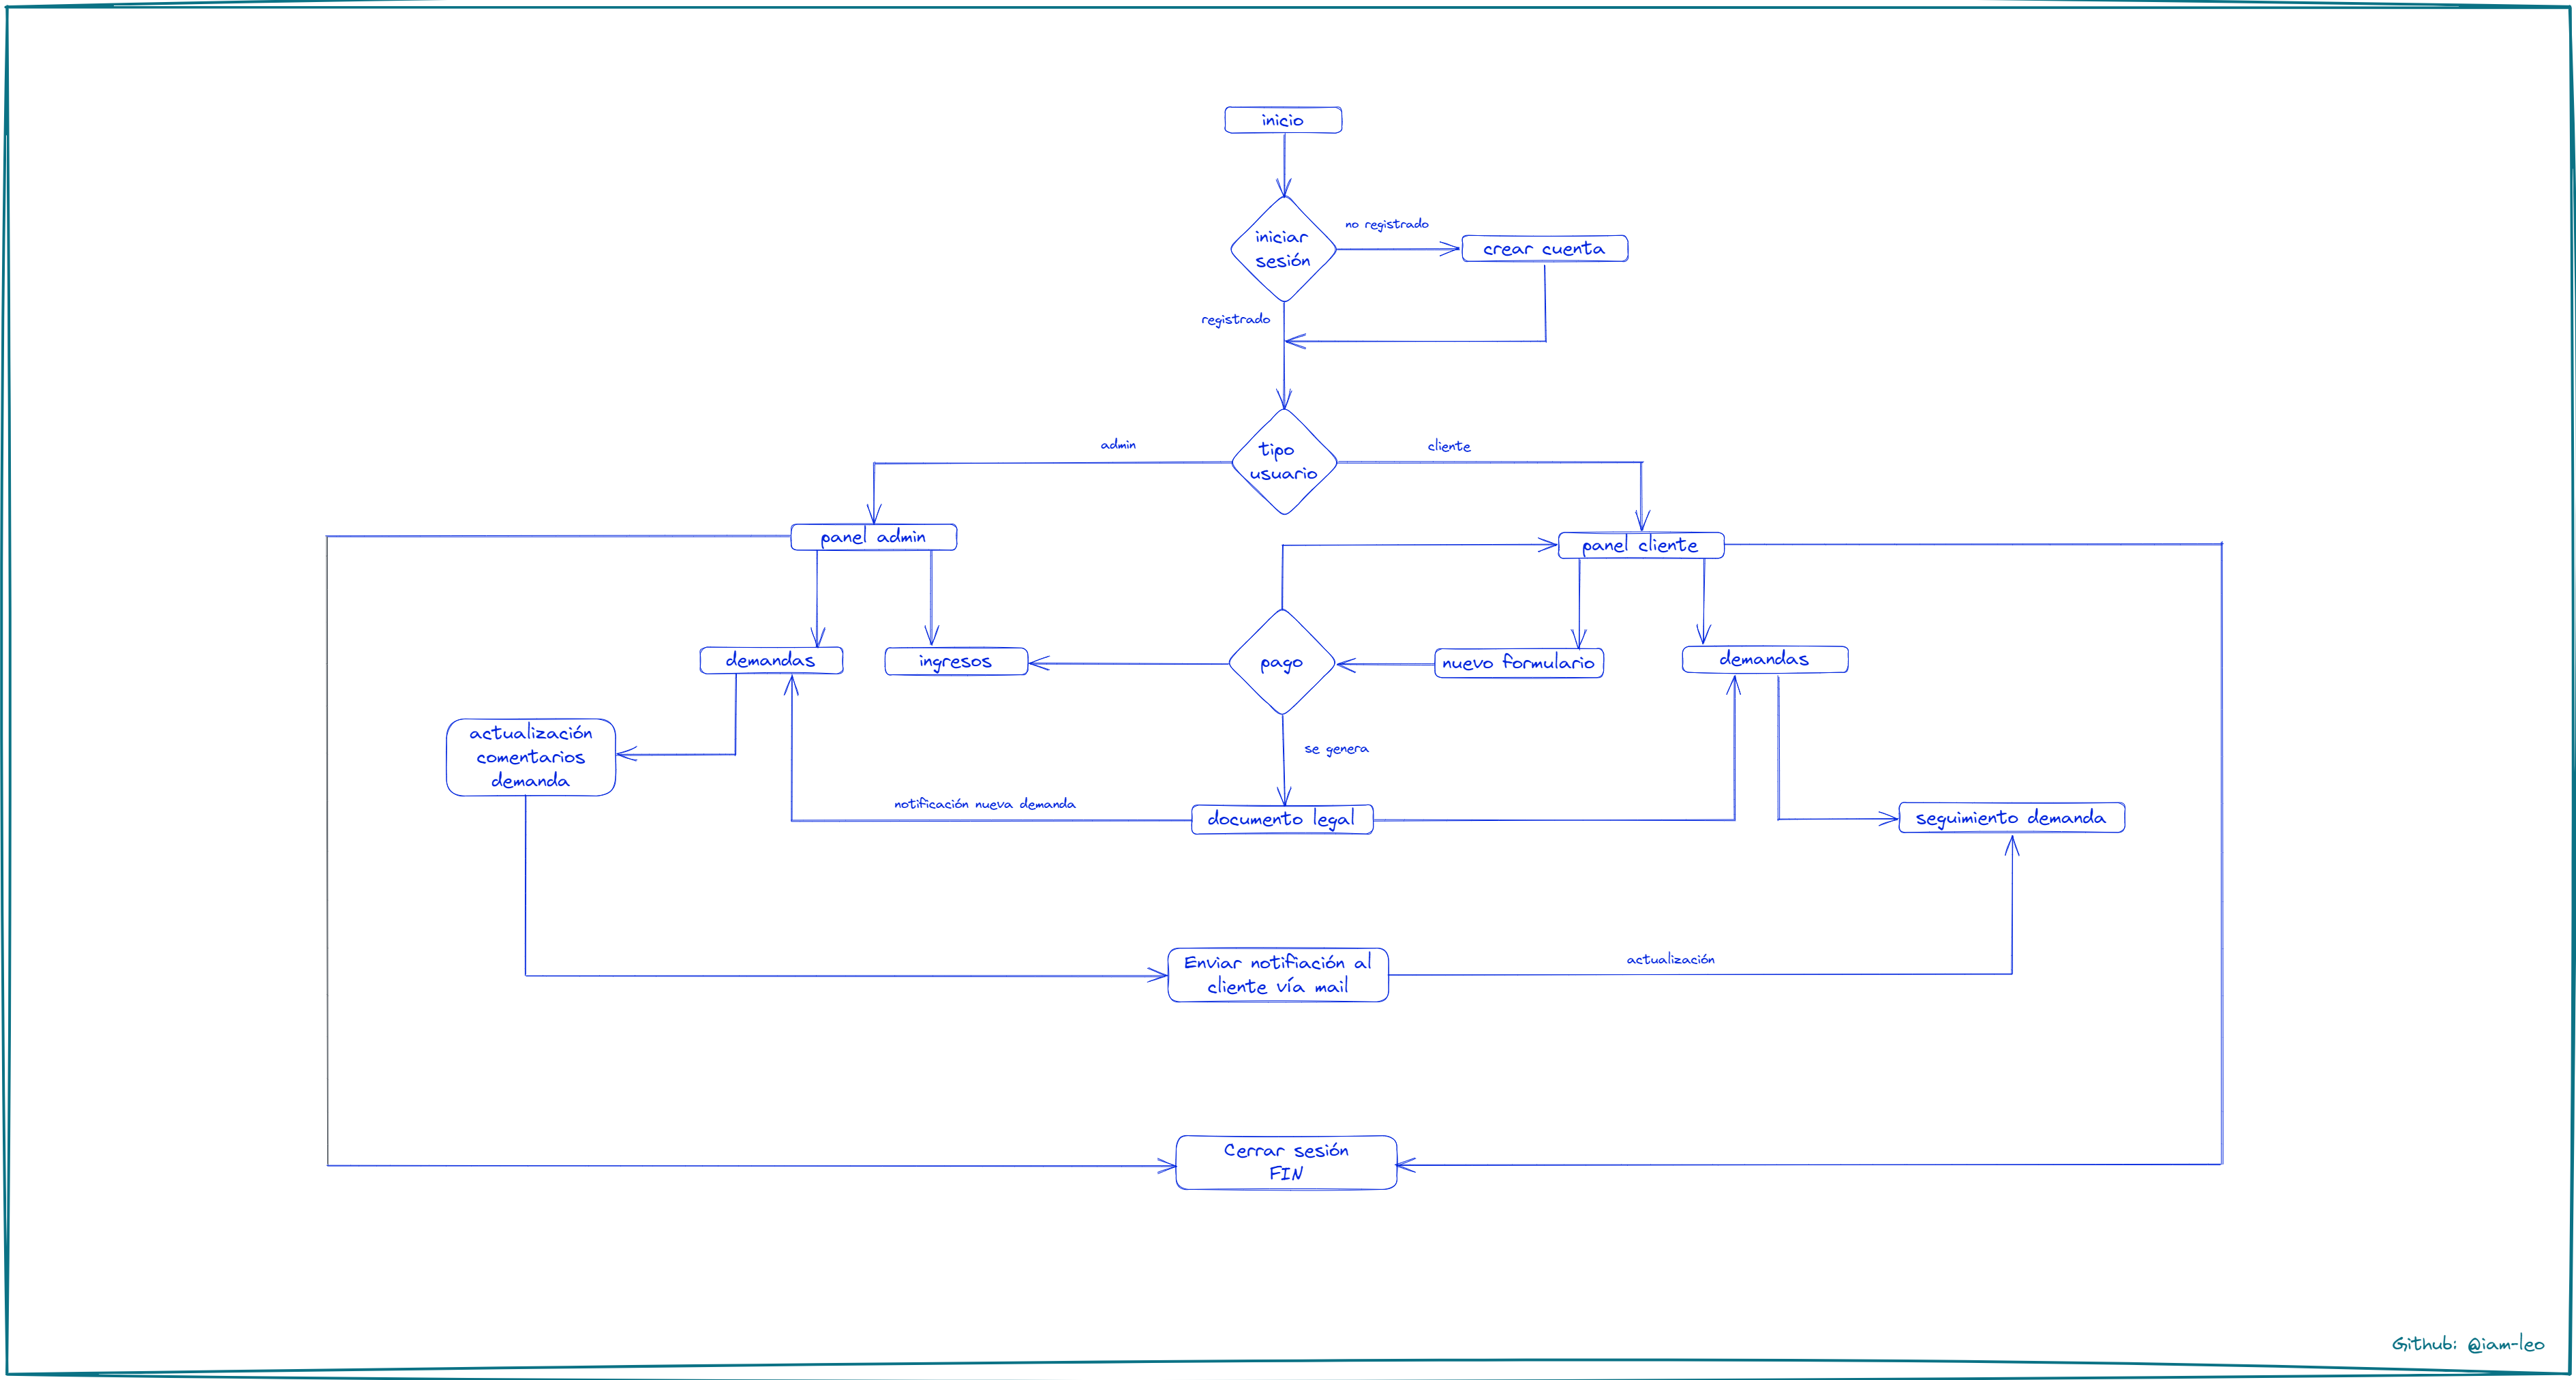 inicio
iniciar
sesión
no registrado
crear cuenta
registrado
tipo
usuario
admin
cliente
panel admin
panel cliente
demandas
ingresos
pago
nuevo formulario
demandas
actualización
comentarios
demanda
se genera
notificación nueva demanda
documento legal
seguimiento demanda
Enviar notifiación al
cliente vía mail
actualización
Cerrar sesión
FIN
Github: @iam-leo